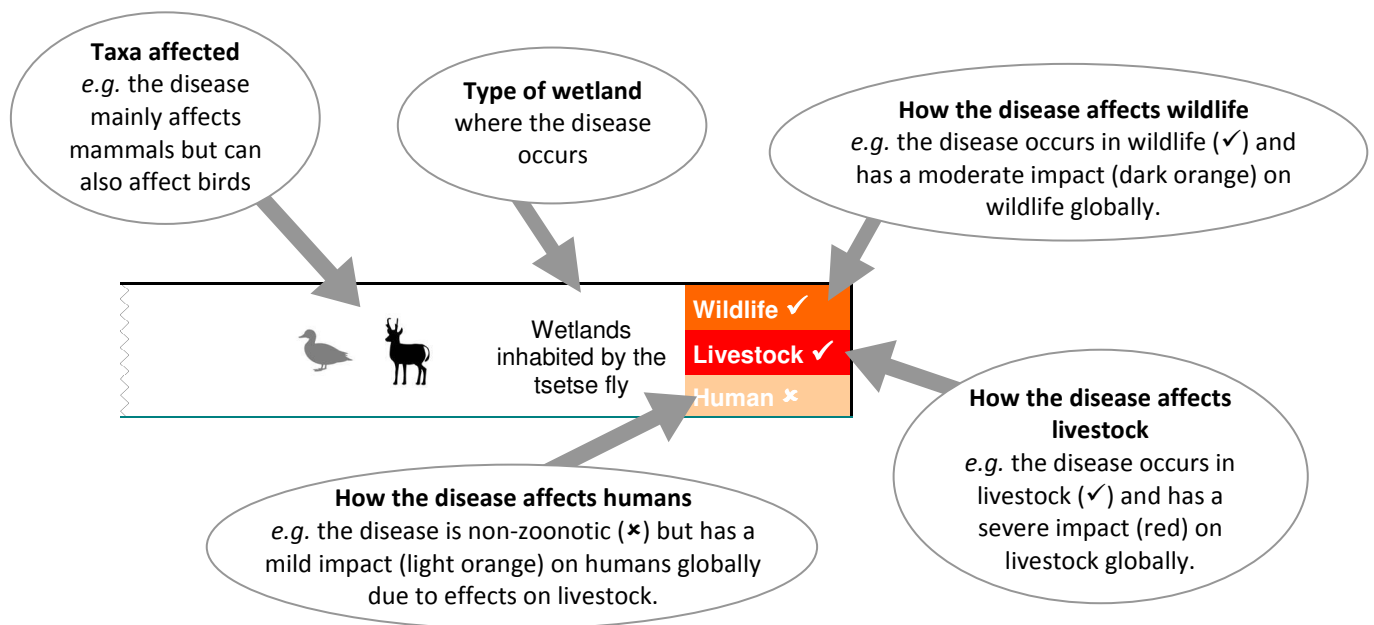 Taxa affected
e.g. the disease
mainly affects
mammals but can
also affect birds
Type of wetland
where the disease
occurs
How the disease affects wildlife
e.g. the disease occurs in wildlife (✓) and
has a moderate impact (dark orange) on
wildlife globally.
Wetlands
inhabited by the
tsetse fly
Wildlife ✓
Livestock ✓
Human ×
How the disease affects humans
e.g. the disease is non-zoonotic (×) but has a
mild impact (light orange) on humans globally
due to effects on livestock.
How the disease affects
livestock
e.g. the disease occurs in
livestock (✓) and has a
severe impact (red) on
livestock globally.